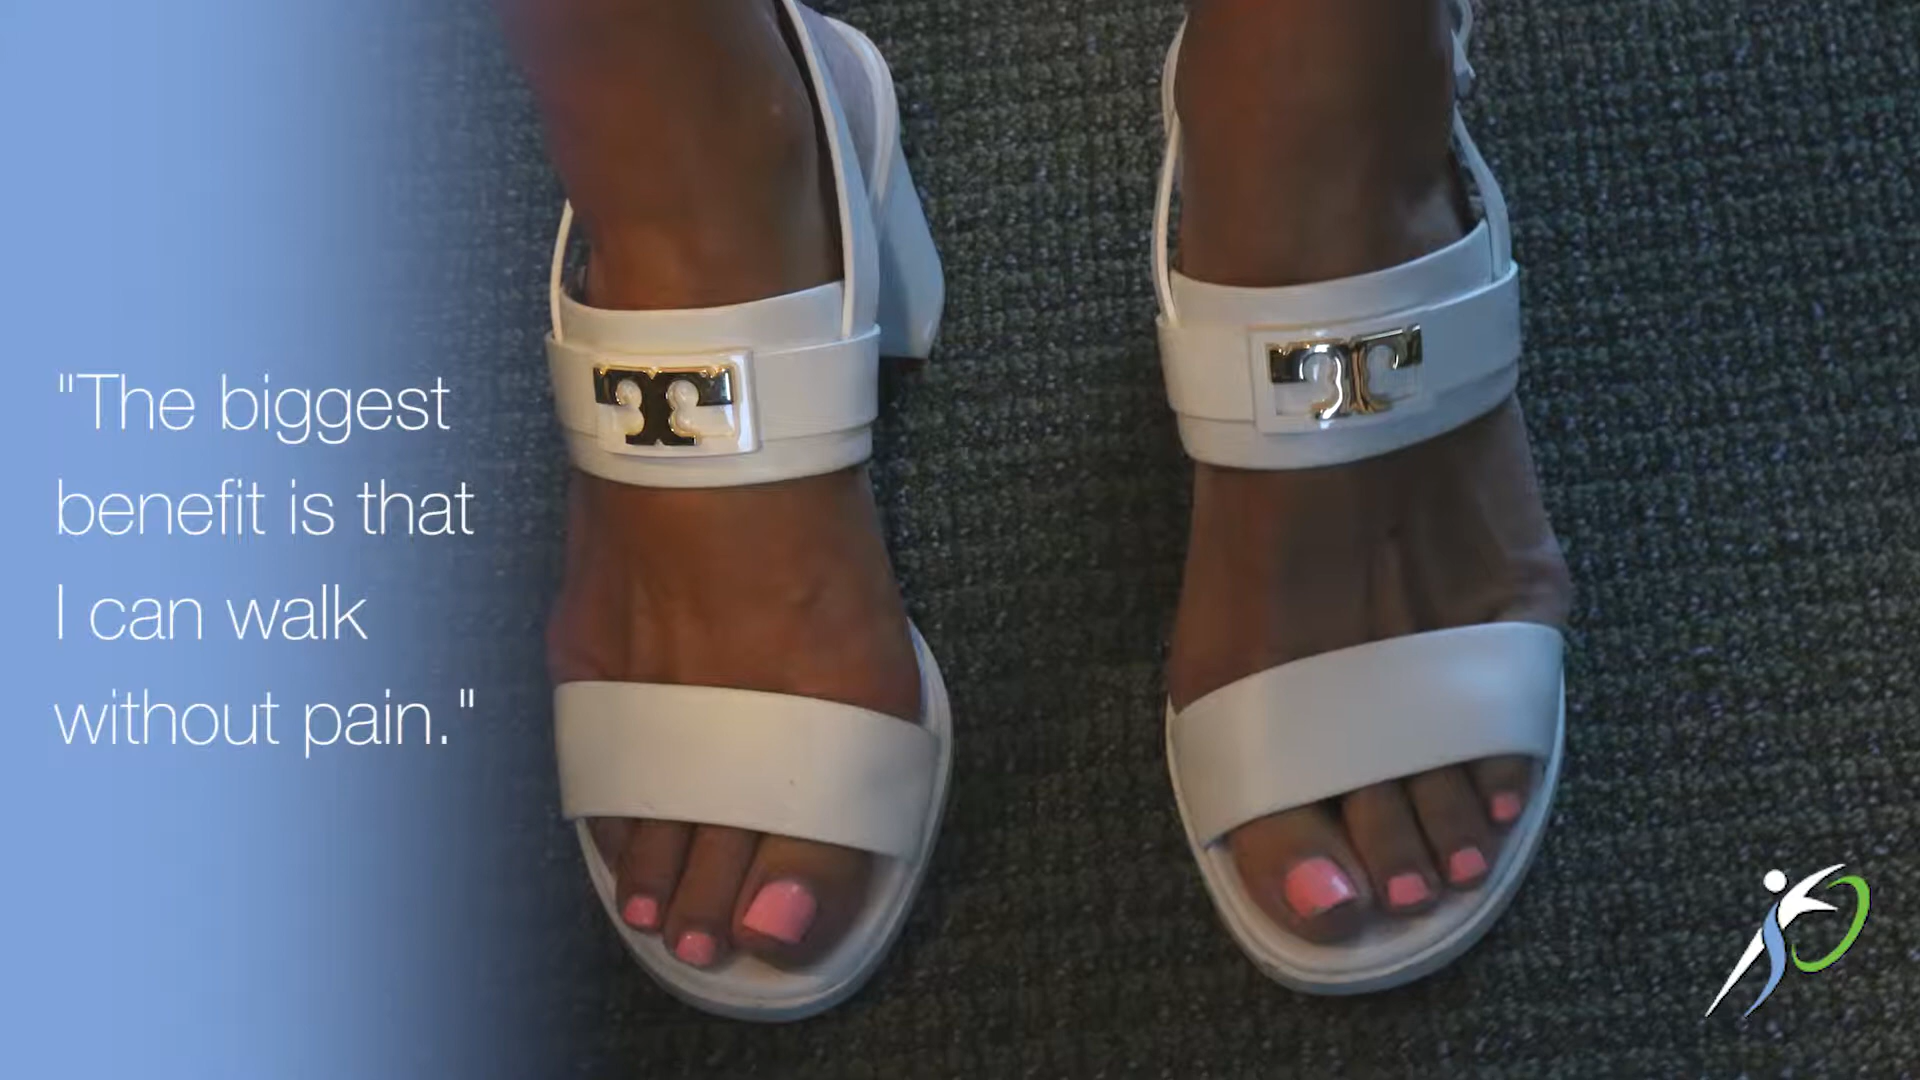 "The biggest
benefit is that
I can walk
without pain."